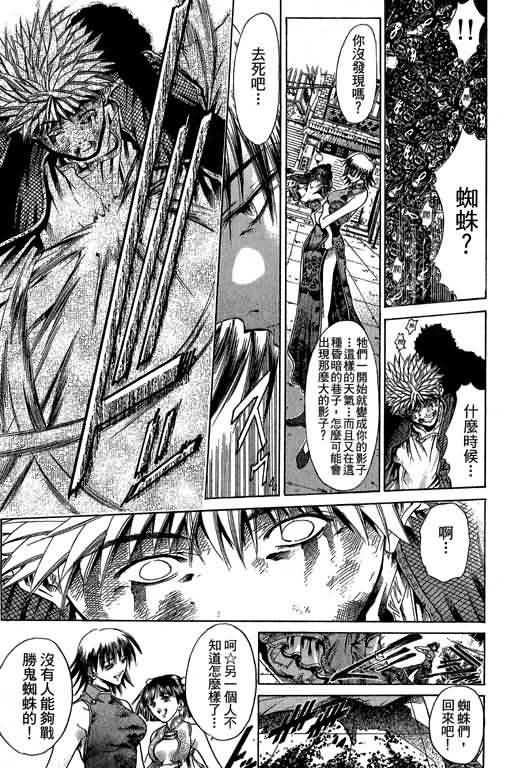 !!
蜘蛛?
什麼時候…
啊…
你沒發現嗎?
牠們一開始就變成你的影子
…這樣的天氣…而且又在這
種昏暗的巷子，怎麼可能會
出現那麼大的影子?
去死吧…
蜘蛛們，
回來吧!
呵☆另一個人不
知道怎麼樣了…
沒有人能夠戰
勝鬼蜘蛛的!